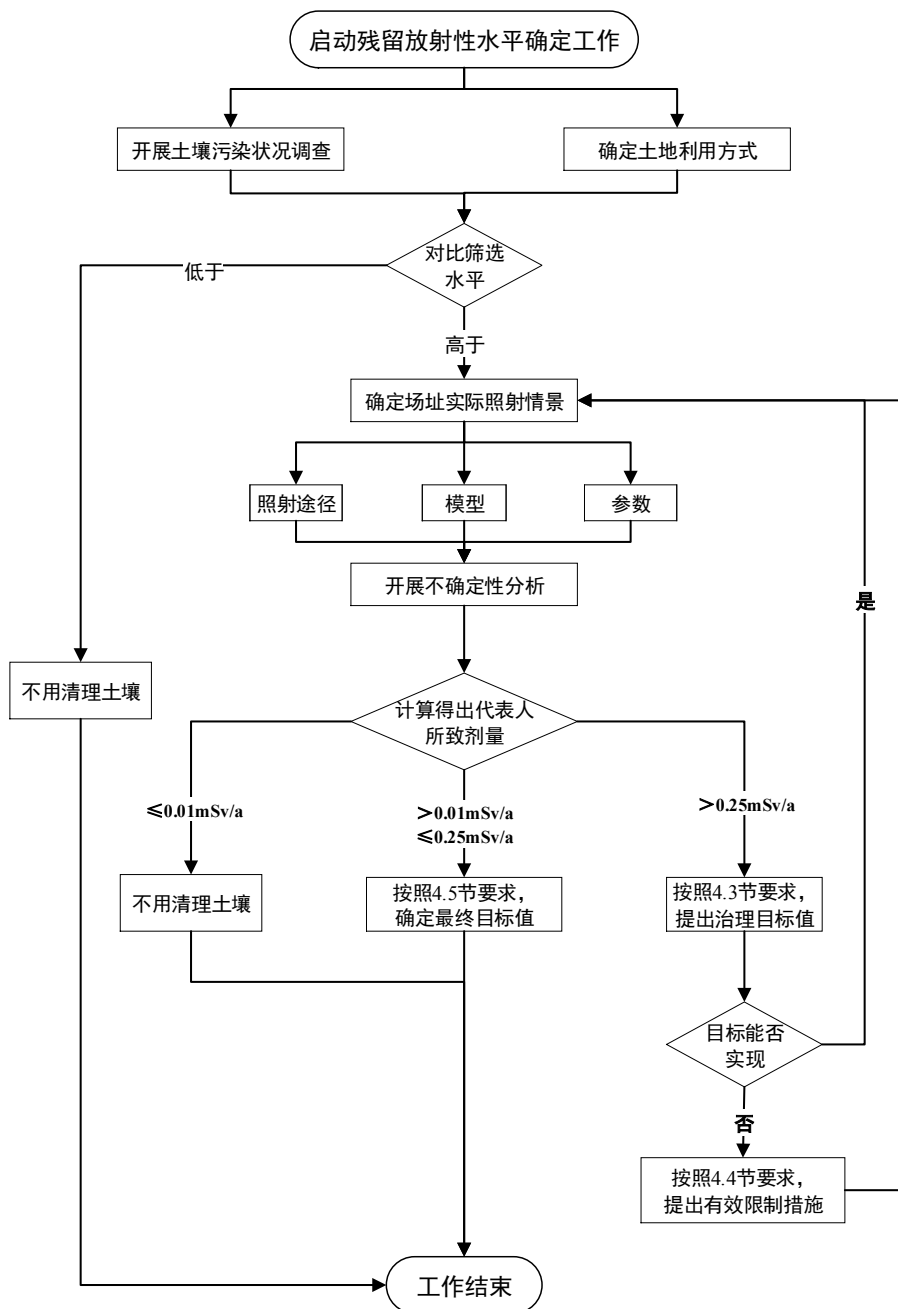 启动残留放射性水平确定工作
开展土壤污染状况调查
确定土地利用方式
对比筛选
水平
低于
高于
确定场址实际照射情景
照射途径
模型
参数
开展不确定性分析
是
不用清理土壤
计算得出代表人
所致剂量
≤0.01mSv/a
>0.01mSv/a
≤0.25mSv/a
>0.25mSv/a
不用清理土壤
按照4.5节要求，
确定最终目标值
按照4.3节要求，
提出治理目标值
目标能否
实现
否
按照4.4节要求，
提出有效限制措施
工作结束